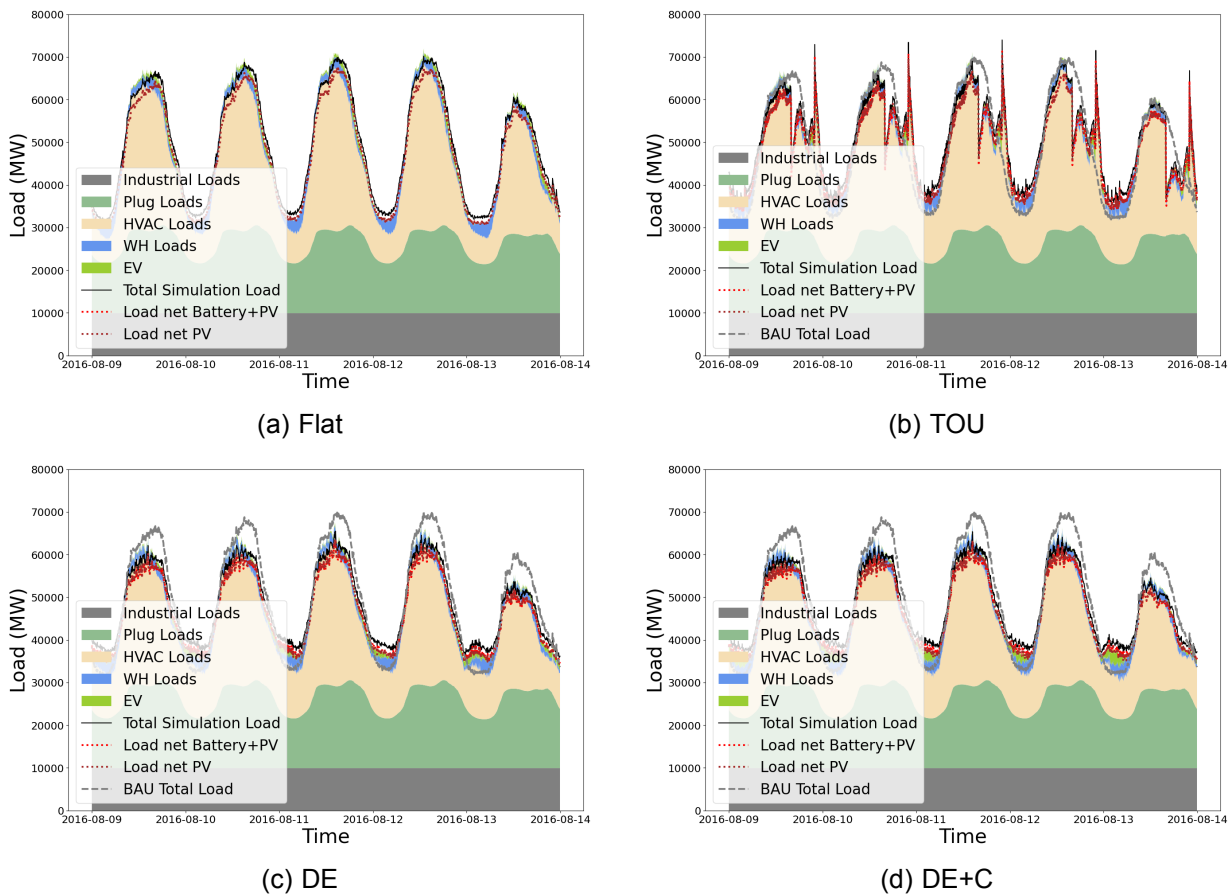 80000
70000
60000
50000
40000
30000
20000
10000
0
Load (MW)
Industrial Loads
Plug Loads
HVAC Loads
WH Loads
EV
Total Simulation Load
Load net Battery+PV
Load net PV
2016-08-09 2016-08-10 2016-08-11 2016-08-12 2016-08-13 2016-08-14
Time
(a) Flat
80000
70000
60000
50000
40000
30000
20000
10000
0
Load (MW)
Industrial Loads
Plug Loads
HVAC Loads
WH Loads
EV
Total Simulation Load
Load net Battery+PV
Load net PV
BAU Total Load
2016-08-09 2016-08-10 2016-08-11 2016-08-12 2016-08-13 2016-08-14
Time
(b) TOU
80000
70000
60000
50000
40000
30000
20000
10000
0
Load (MW)
Industrial Loads
Plug Loads
HVAC Loads
WH Loads
EV
Total Simulation Load
Load net Battery+PV
Load net PV
BAU Total Load
2016-08-09 2016-08-10 2016-08-11 2016-08-12 2016-08-13 2016-08-14
Time
(c) DE
80000
70000
60000
50000
40000
30000
20000
10000
0
Load (MW)
Industrial Loads
Plug Loads
HVAC Loads
WH Loads
EV
Total Simulation Load
Load net Battery+PV
Load net PV
BAU Total Load
2016-08-09 2016-08-10 2016-08-11 2016-08-12 2016-08-13 2016-08-14
Time
(d) DE+C